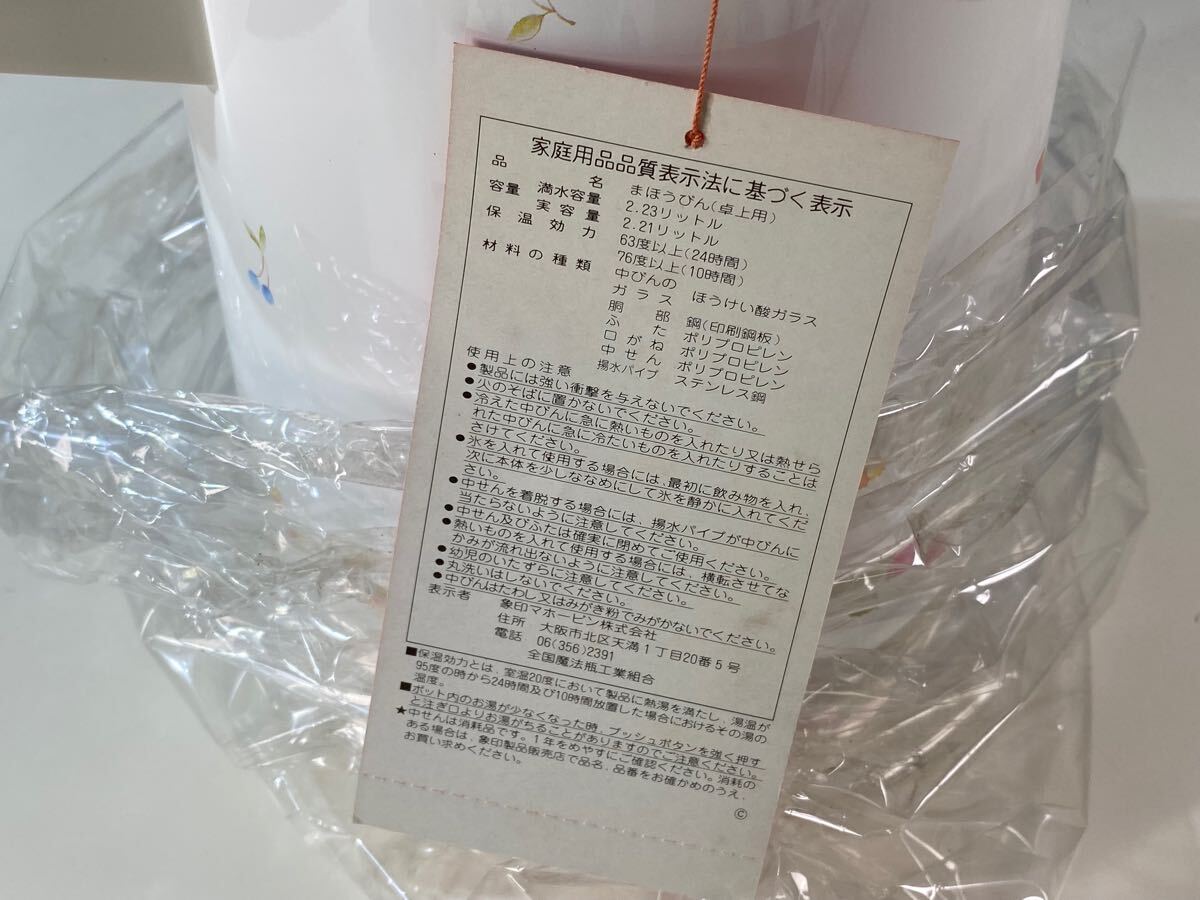 家庭用品品質表示法に基づく表示
品名 まほうびん(卓上用)
容量 満水容量 2.23リットル
実容量 2.21リットル
保温効力 63度以上(24時間)
76度以上(10時間)
材料の種類 中びんの
ガラス ほうけい酸ガラス
胴部 鋼(印刷鋼板)
ふた ポリプロピレン
口がね ポリプロピレン
中せん ポリプロピレン
揚水パイプ ステンレス鋼
使用上の注意
●製品には強い衝撃を与えないでください。
●火のそばに置かないでください。
●冷えた中びんに急に熱いものを入れたり又は熱せら
れた中びんに急に冷たいものを入れたりすることは
さけてください。
●氷を入れて使用する場合には、最初に飲み物を入れ、
次に本体を少しななめにして氷を静かに入れてくだ
さい。
●中せんを着脱する場合には、揚水パイプが中びんに
当たらないように注意してください。
●中せん及びふたは確実に閉めてご使用ください。
●熱いものを入れて使用する場合には、横転させてな
かみが流れ出ないように注意してください。
●幼児のいたずらに注意してください。
●丸洗いはしないでください。
●中びんはたわし又はみがき粉でみがかないでください。
表示者 象印マホービン株式会社
住所 大阪市北区天満1丁目20番5号
電話 06(356)2391
全国魔法瓶工業組合
■保温効力とは、室温20度において製品に熱湯を満たし、湯温が
95度の時から24時間及び10時間放置した場合におけるその湯の
温度。
■ポット内のお湯が少なくなった時、プッシュボタンを強く押す
と注ぎ口よりお湯がちることがありますのでご注意ください。
★中せんは消耗品です。1年をめやすにご確認ください。消耗の
ある場合は、象印製品販売店で品名、品番をお確かめのうえ、
お買い求めください。
©